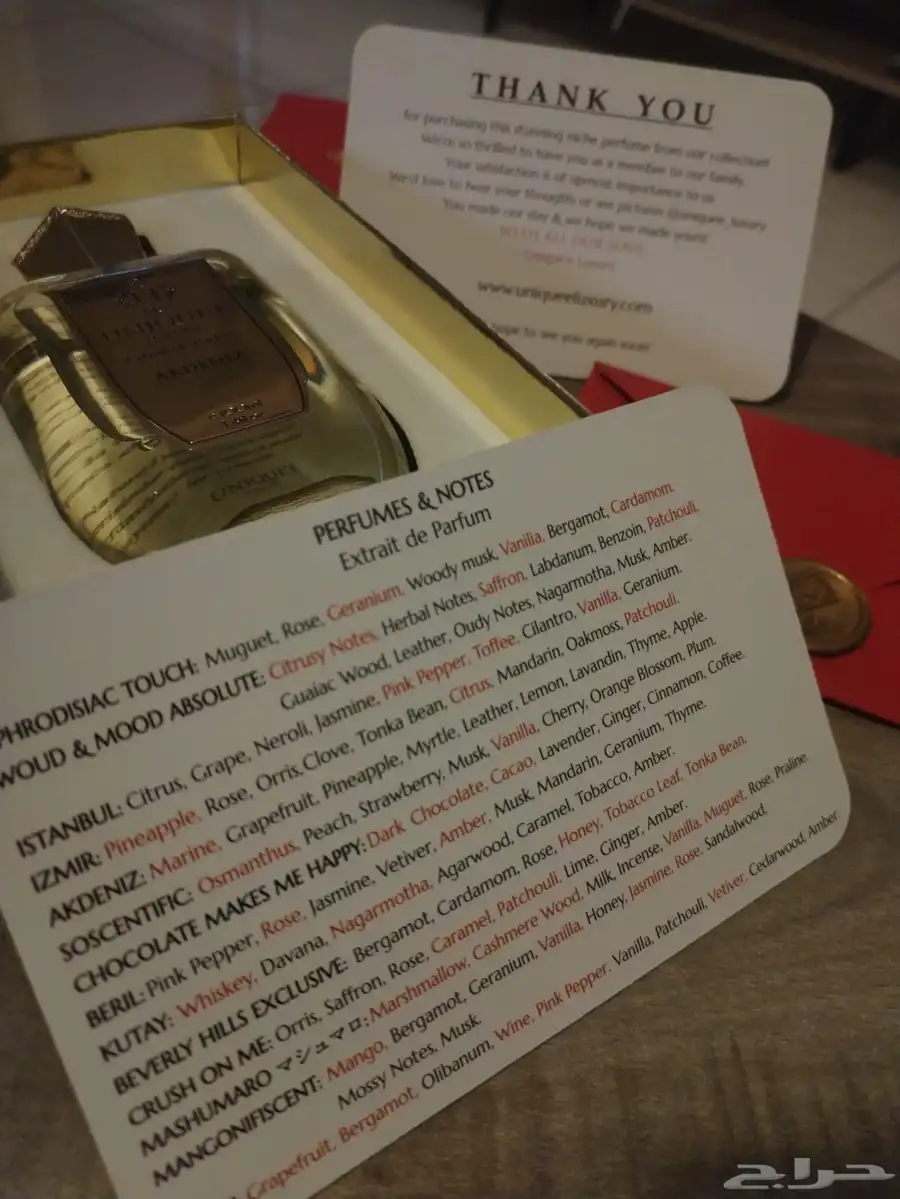 THANK YOU
for purchasing this stunning niche perfume from our collection!
so thrilled to have you as a member to our family.
Your satisfaction is of upmost importance to us
We'd love to hear your thoughts or see pictures @uniquee_luxury
You made our day & we hope we made yours!
www.uniqueeluxury.com
hope to see you again soon!
AKDENIZ
UNIQUE'E
PERFUMES & NOTES
Extrait de Parfum
PHRODISIAC TOUCH: Muguet, Rose, Geranium, Woody musk, Vanilla, Bergamot, Cardamom.
WOUD & MOOD ABSOLUTE: Citrusy Notes, Herbal Notes, Saffron, Labdanum, Benzoin, Patchouli,
Guaiac Wood, Leather, Oudy Notes, Nagarmotha, Musk, Amber.
ISTANBUL: Citrus, Grape, Neroli, Jasmine, Pink Pepper, Toffee, Cilantro, Vanilla, Geranium.
IZMIR: Pineapple, Rose, Orris, Clove, Tonka Bean, Citrus, Mandarin, Oakmoss, Patchouli.
AKDENIZ: Marine, Grapefruit, Pineapple, Myrtle, Leather, Lemon, Lavandin, Thyme, Apple.
SOSCENTIFIC: Osmanthus, Peach, Strawberry, Musk, Vanilla, Cherry, Orange Blossom, Plum.
CHOCOLATE MAKES ME HAPPY: Dark Chocolate, Cacao, Lavender, Ginger, Cinnamon, Coffee.
BERIL: Pink Pepper, Rose, Jasmine, Vetiver, Amber, Musk, Mandarin, Geranium, Thyme.
KUTAY: Whiskey, Davana, Nagarmotha, Agarwood, Caramel, Tobacco, Amber.
BEVERLY HILLS EXCLUSIVE: Bergamot, Cardamom, Rose, Honey, Tobacco Leaf, Tonka Bean.
CRUSH ON ME: Orris, Saffron, Rose, Caramel, Patchouli, Lime, Ginger, Amber.
MASHUMARO マシュマロ: Marshmallow, Cashmere Wood, Milk, Incense, Vanilla, Muguet, Rose, Praline.
MANGONIFISCENT: Mango, Bergamot, Geranium, Vanilla, Honey, Jasmine, Rose, Sandalwood,
Mossy Notes, Musk.
Grapefruit, Bergamot, Olibanum, Wine, Pink Pepper, Vanilla, Patchouli, Vetiver, Cedarwood, Amber.
حراج